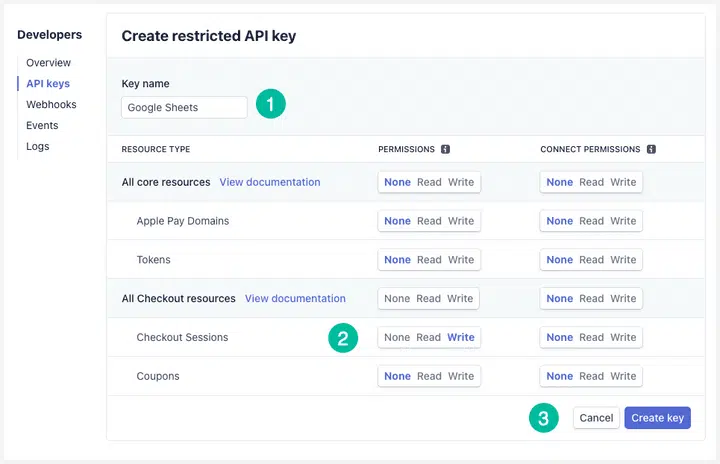 Developers
Overview
API keys
Webhooks
Events
Logs
Create restricted API key
Key name
Google Sheets
1
RESOURCE TYPE PERMISSIONS i CONNECT PERMISSIONS i
All core resources View documentation None Read Write None Read Write
Apple Pay Domains None Read Write None Read Write
Tokens None Read Write None Read Write
All Checkout resources View documentation None Read Write None Read Write
Checkout Sessions 2 None Read Write None Read Write
Coupons None Read Write None Read Write
3 Cancel Create key